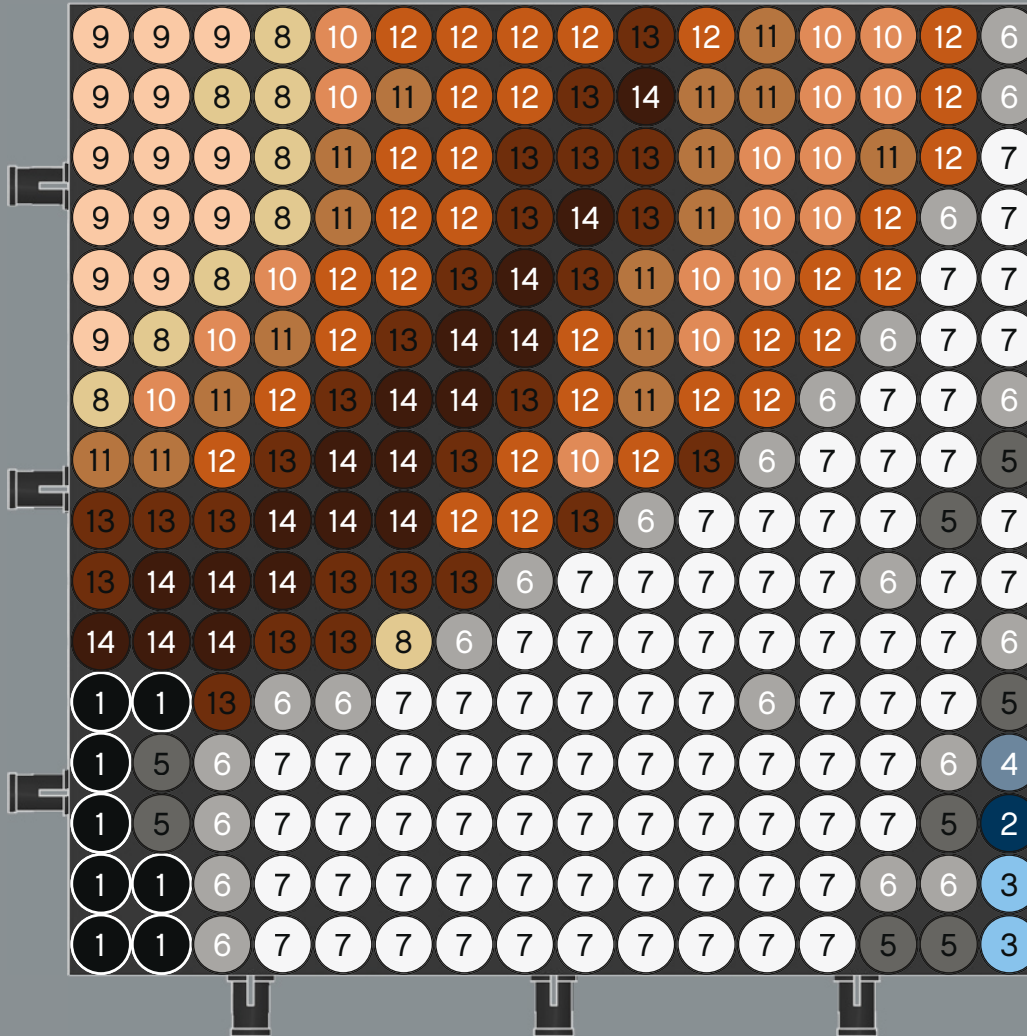 9 9 9 8 10 12 12 12 12 13 12 11 10 10 12 6
9 9 8 8 10 11 12 12 13 14 11 11 10 10 12 6
9 9 9 8 11 12 12 13 13 13 11 10 10 11 12 7
9 9 9 8 11 12 12 13 14 13 11 10 10 12 6 7
9 9 8 10 12 12 13 14 13 11 10 10 12 12 7 7
9 8 10 11 12 13 14 14 12 11 10 12 12 6 7 7
8 10 11 12 13 14 14 13 12 11 12 12 6 7 7 6
11 11 12 13 14 14 13 12 10 12 13 6 7 7 7 5
13 13 13 14 14 14 12 12 13 6 7 7 7 7 5 7
13 14 14 14 13 13 13 6 7 7 7 7 7 6 7 7
14 14 14 13 13 8 6 7 7 7 7 7 7 7 7 6
1 1 13 6 6 7 7 7 7 7 7 6 7 7 7 5
1 5 6 7 7 7 7 7 7 7 7 7 7 7 6 4
1 5 6 7 7 7 7 7 7 7 7 7 7 7 5 2
1 1 6 7 7 7 7 7 7 7 7 7 7 6 6 3
1 1 6 7 7 7 7 7 7 7 7 7 7 5 5 3